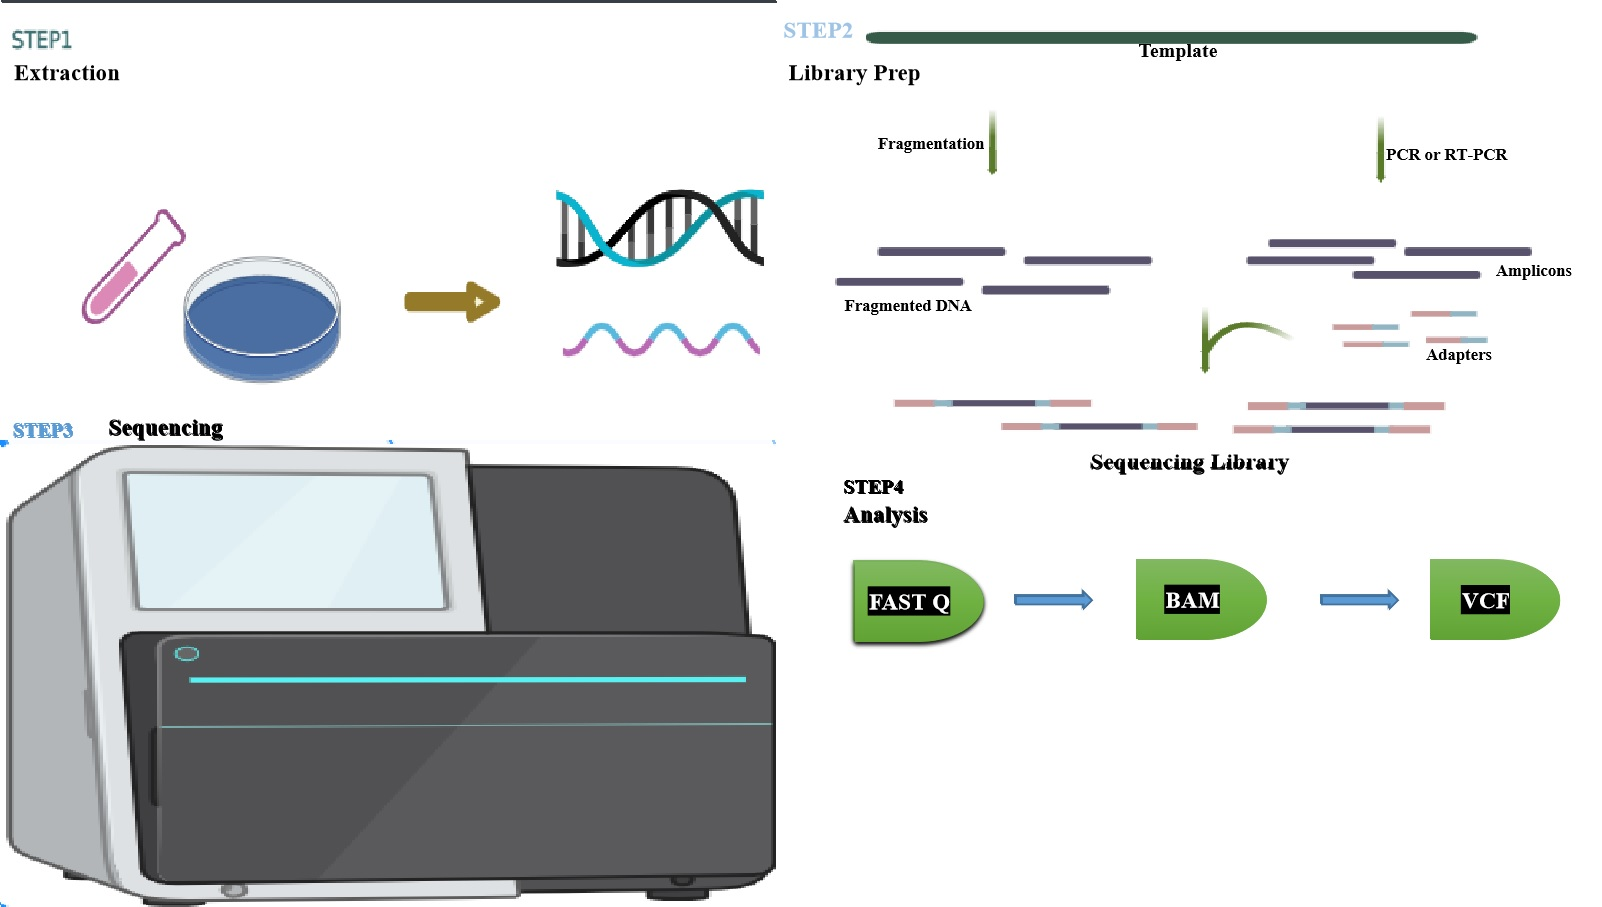 STEP1
Extraction
STEP2
Template
Library Prep
Fragmentation
PCR or RT-PCR
Amplicons
Fragmented DNA
Adapters
Sequencing Library
STEP3 Sequencing
STEP4
Analysis
FAST Q
BAM
VCF